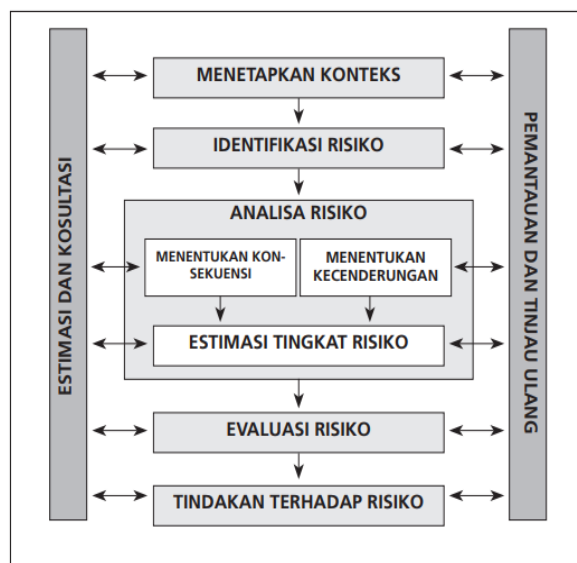 MENETAPKAN KONTEKS
IDENTIFIKASI RISIKO
ANALISA RISIKO
MENENTUKAN KON-
SEKUENSI
MENENTUKAN
KECENDERUNGAN
ESTIMASI TINGKAT RISIKO
EVALUASI RISIKO
TINDAKAN TERHADAP RISIKO
ESTIMASI DAN KOSULTASI
PEMANTAUAN DAN TINJAU ULANG